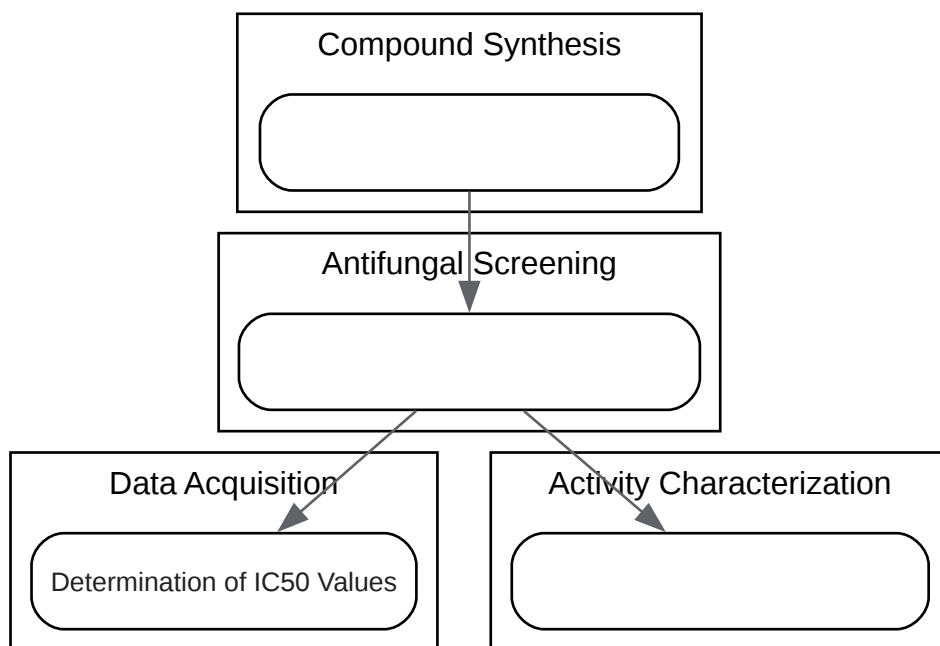 Compound Synthesis
Antifungal Screening
Data Acquisition
Activity Characterization
Determination of IC50 Values